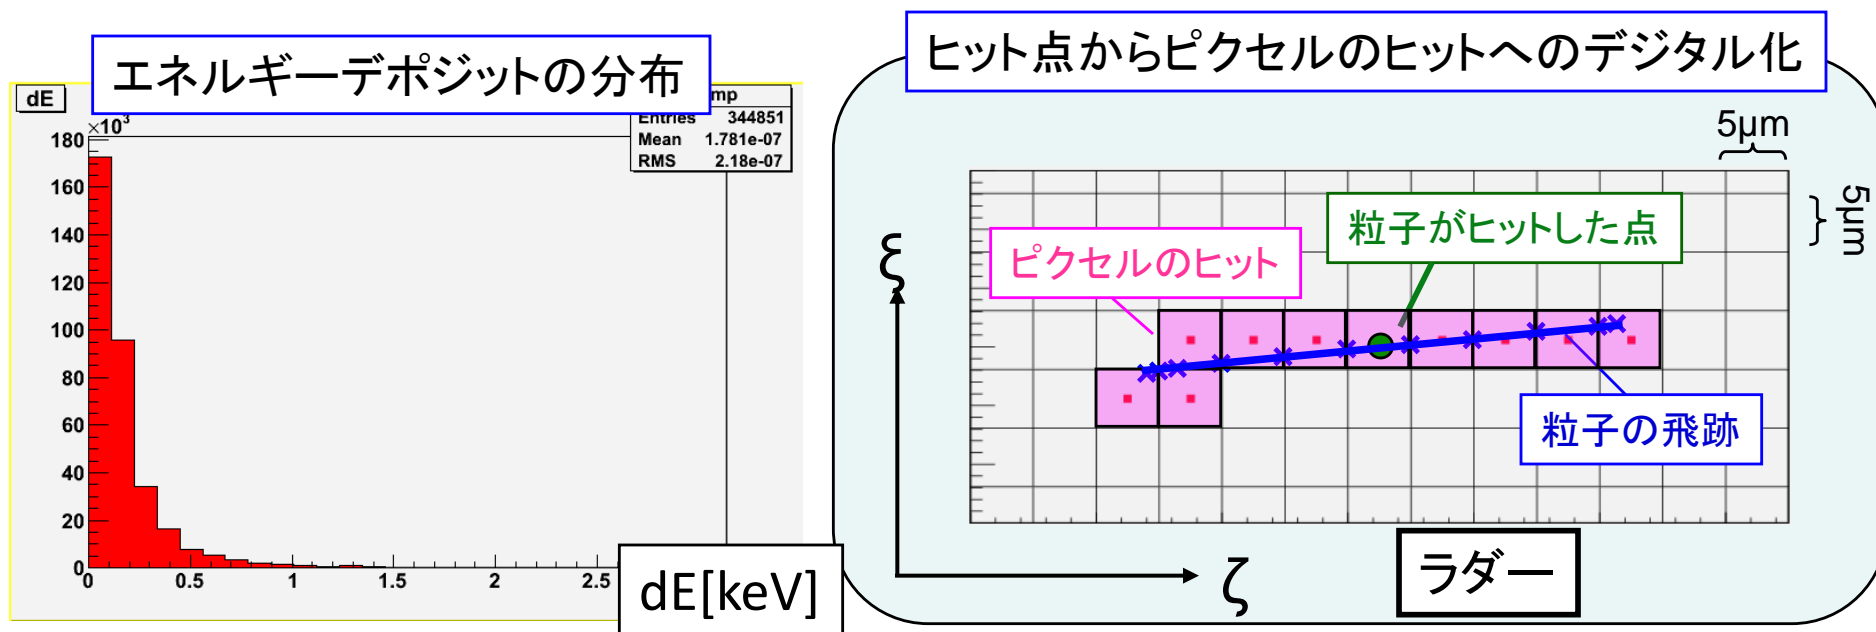 エネルギーデポジットの分布
dE
mp
Entries 344851
Mean 1.781e-07
RMS 2.18e-07
×10³
180
160
140
120
100
80
60
40
20
0
0 0.5 1 1.5 2 2.5
dE[keV]
ヒット点からピクセルのヒットへのデジタル化
5μm
5μm
粒子がヒットした点
ピクセルのヒット
ξ
粒子の飛跡
ζ
ラダー